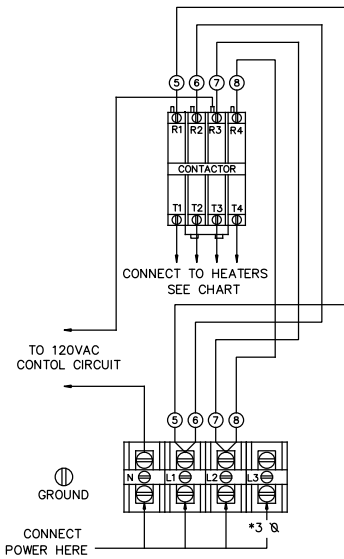 5 6 7 8
R1 R2 R3 R4
CONTACTOR
T1 T2 T3 T4
CONNECT TO HEATERS
SEE CHART
TO 120VAC
CONTOL CIRCUIT
5 6 7 8
N L1 L2 L3
GROUND
*3 Ø
CONNECT
POWER HERE